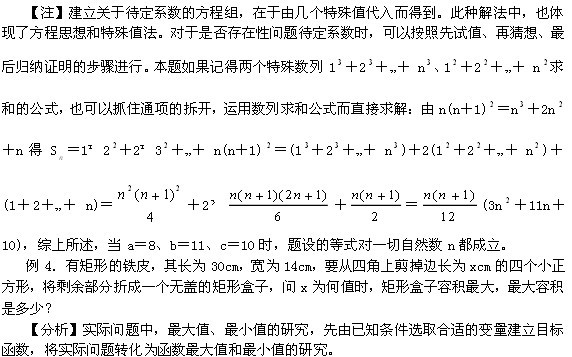 【注】建立关于待定系数的方程组，在于由几个特殊值代入而得到。此种解法中，也体
现了方程思想和特殊值法。对于是否存在性问题待定系数时，可以按照先试值、再猜想、最
后归纳证明的步骤进行。本题如果记得两个特殊数列 1³＋2³＋„＋ n³、1²＋2²＋„＋ n²求
和的公式，也可以抓住通项的拆开，运用数列求和公式而直接求解：由 n(n＋1)²＝n³＋2n²
＋n 得 Sₙ＝1ˣ 2²＋2ˣ 3²＋„＋ n(n＋1)²＝(1³＋2³＋„＋ n³)＋2(1²＋2²＋„＋ n²)＋
(1＋2＋„＋ n)＝n²(n＋1)²/4＋2ˀ n(n＋1)(2n＋1)/6＋n(n＋1)/2＝n(n＋1)/12 (3n²＋11n＋
10)，综上所述，当 a＝8、b＝11、c＝10 时，题设的等式对一切自然数 n 都成立。
例 4. 有矩形的铁皮，其长为 30cm，宽为 14cm，要从四角上剪掉边长为 xcm 的四个小正
方形，将剩余部分折成一个无盖的矩形盒子，问 x 为何值时，矩形盒子容积最大，最大容积
是多少？
【分析】实际问题中，最大值、最小值的研究，先由已知条件选取合适的变量建立目标
函数，将实际问题转化为函数最大值和最小值的研究。